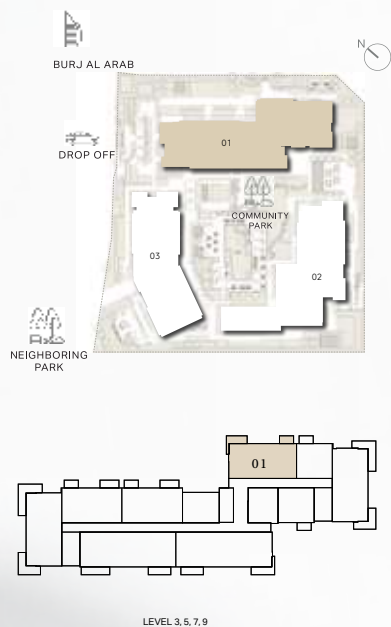 N
BURJ AL ARAB
DROP OFF
01
COMMUNITY
PARK
03
02
NEIGHBORING
PARK
01
LEVEL 3, 5, 7, 9